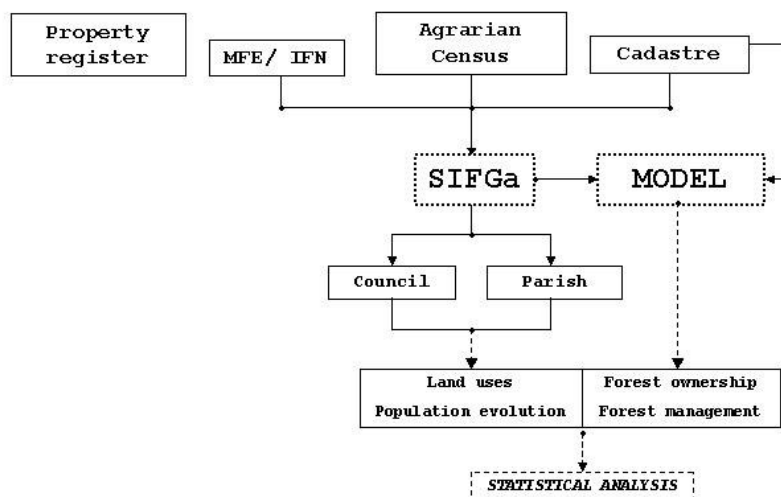 Property
register
MFE/ IFN
Agrarian
Census
Cadastre
SIFGa
MODEL
Council
Parish
Land uses
Population evolution
Forest ownership
Forest management
STATISTICAL ANALYSIS